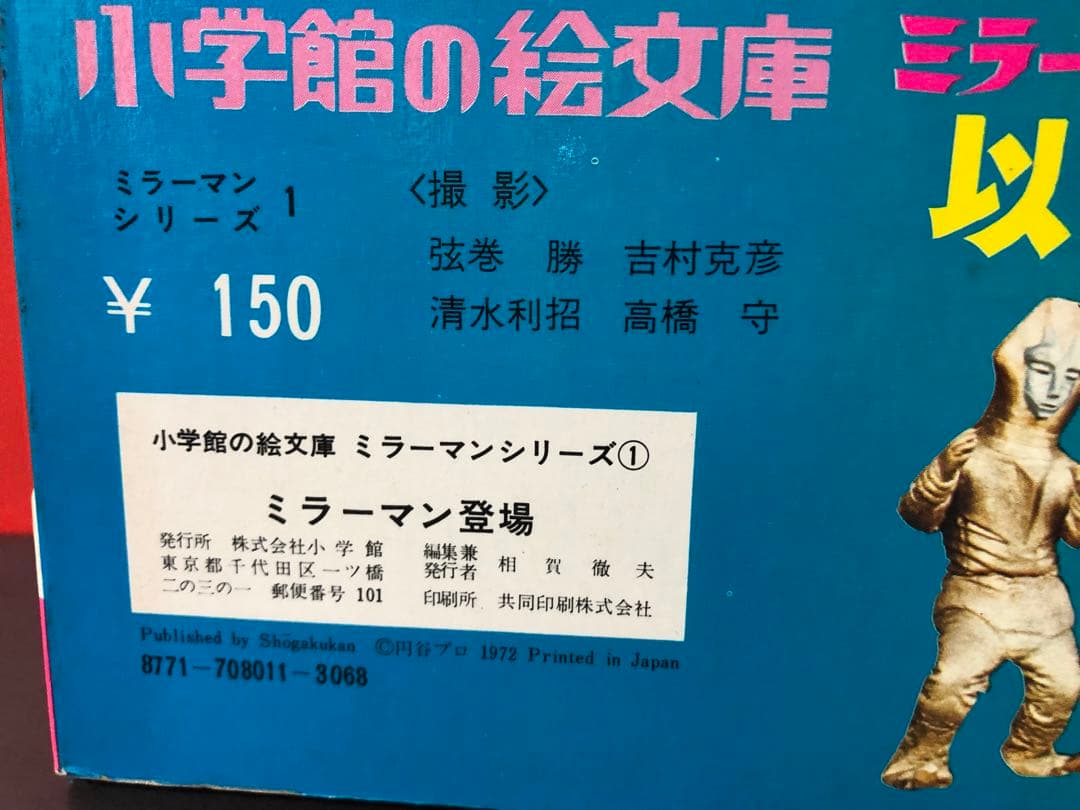 小学館の絵文庫
ミラー
以
ミラーマン
シリーズ 1
¥ 150
〈撮 影〉
弦巻 勝 吉村克彦
清水利招 高橋 守
小学館の絵文庫 ミラーマンシリーズ①
ミラーマン登場
発行所 株式会社小学館
東京都千代田区一ツ橋
二の三の一 郵便番号 101
編集兼
発行者 相賀徹夫
印刷所 共同印刷株式会社
Published by Shōgakukan ©円谷プロ 1972 Printed in Japan
8771-708011-3068